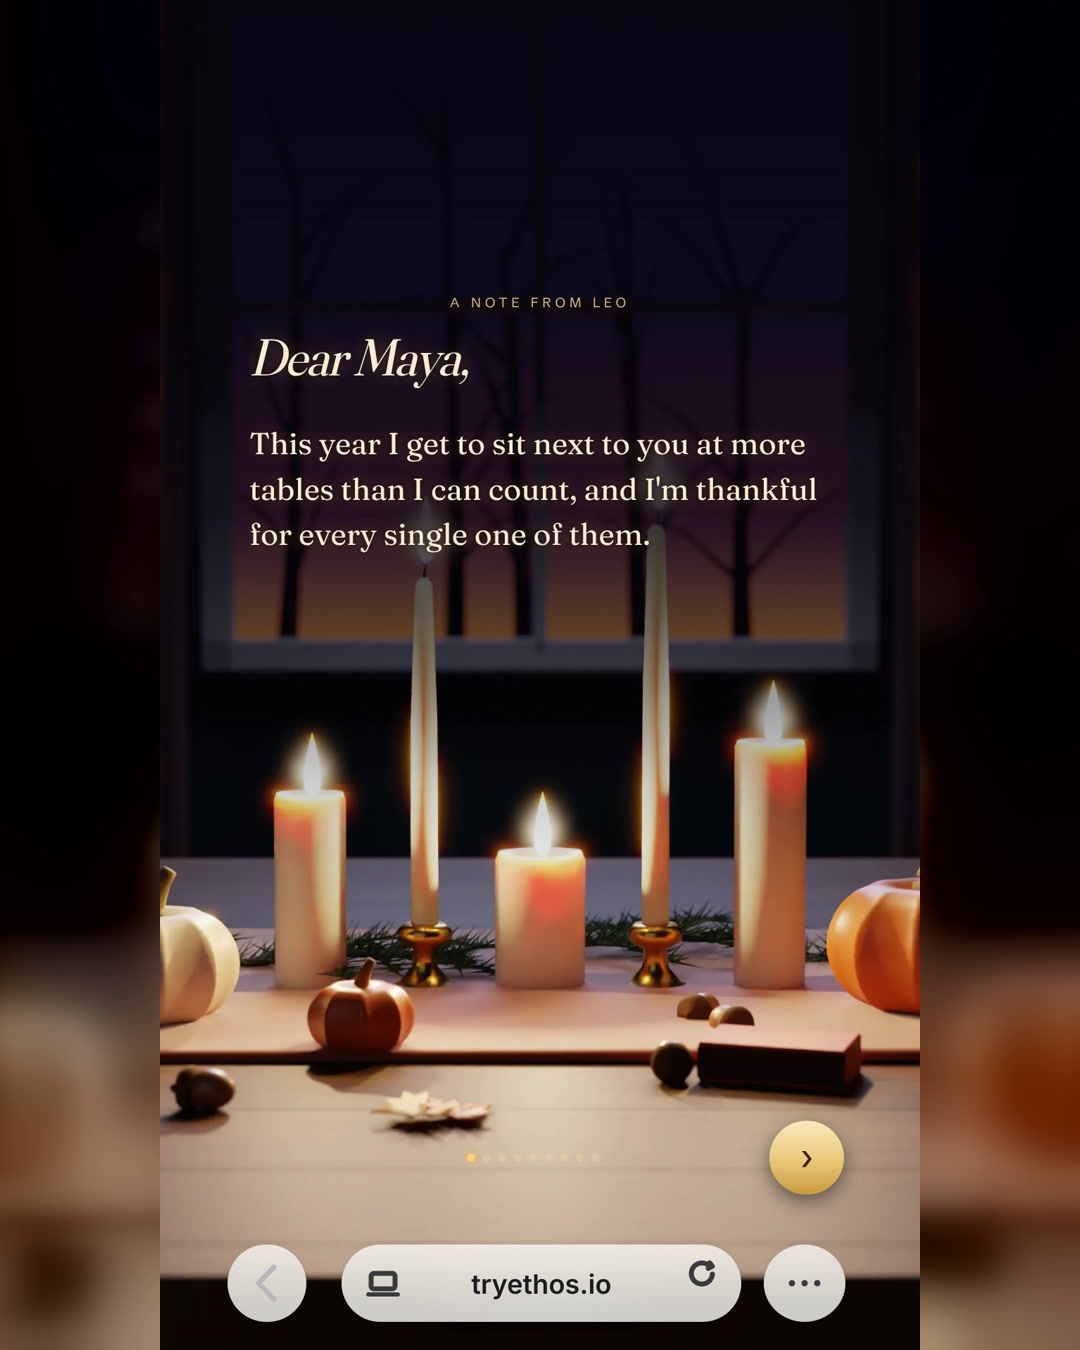 A NOTE FROM LEO
Dear Maya,
This year I get to sit next to you at more
tables than I can count, and I'm thankful
for every single one of them.
tryethos.io